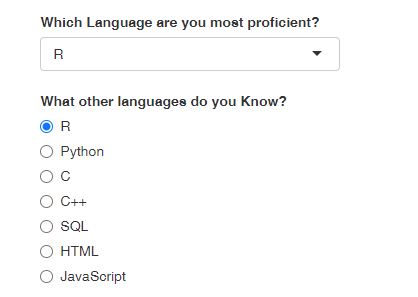 Which Language are you most proficient?
R
What other languages do you Know?
R
Python
C
C++
SQL
HTML
JavaScript